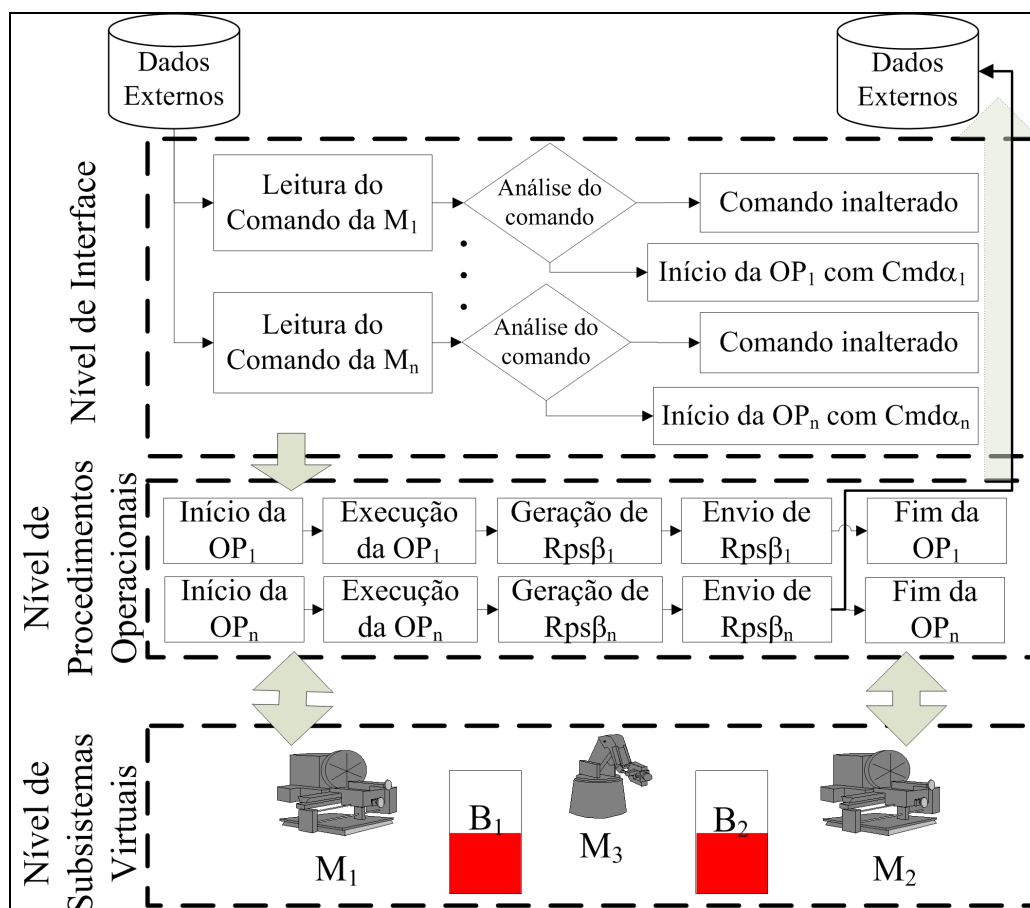 Dados
Externos
Dados
Externos
Nível de Interface
Leitura do
Comando da M₁
Análise do
comando
Comando inalterado
Início da OP₁ com Cmdα₁
Leitura do
Comando da Mₙ
Análise do
comando
Comando inalterado
Início da OPₙ com Cmdαₙ
Nível de
Procedimentos
Operacionais
Início da
OP₁
Execução
da OP₁
Geração de
Rpsβ₁
Envio de
Rpsβ₁
Fim da
OP₁
Início da
OPₙ
Execução
da OPₙ
Geração de
Rpsβₙ
Envio de
Rpsβₙ
Fim da
OPₙ
Nível de
Subsistemas
Virtuais
M₁
B₁
M₃
B₂
M₂